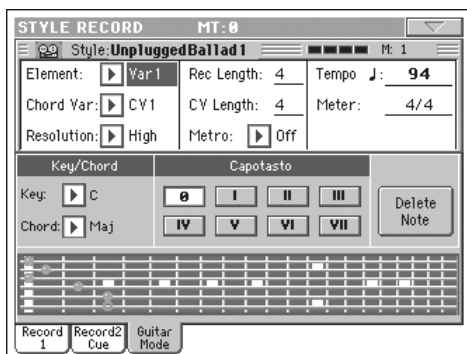 STYLE RECORD MT:0
Style:UnpluggedBallad1 M: 1
Element: Var1 Rec Length: 4 Tempo ♩: 94
Chord Var: CV1 CV Length: 4 Meter: 4/4
Resolution: High Metro: Off
Key/Chord Capotasto
Key: C 0 I II III
Delete Note
Chord: Maj IV V VI VII
Record 1 Record2 Cue Guitar Mode